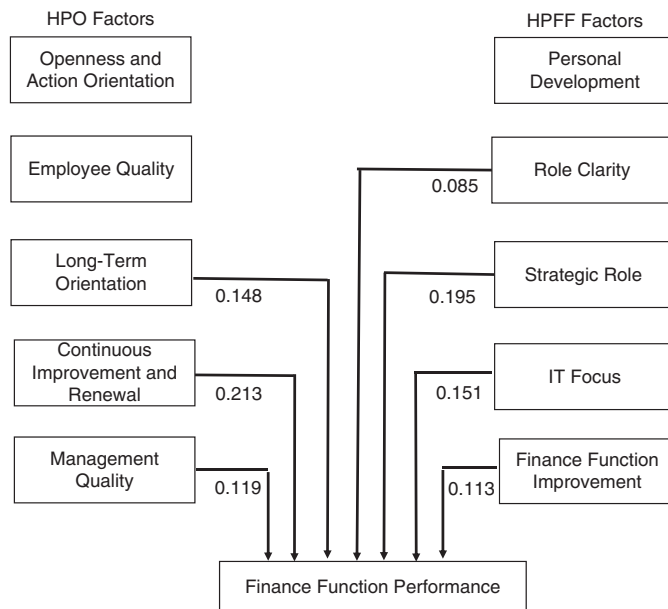 HPO Factors
HPFF Factors
Openness and
Action Orientation
Personal
Development
Employee Quality
Role Clarity
0.085
Long-Term
Orientation
0.148
Strategic Role
0.195
Continuous
Improvement and
Renewal
0.213
IT Focus
0.151
Management
Quality
0.119
Finance Function
Improvement
0.113
Finance Function Performance